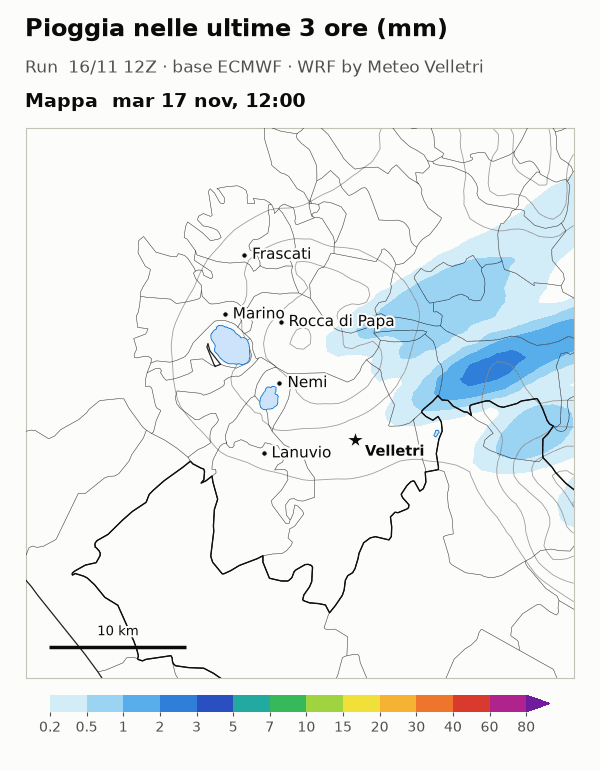 Pioggia nelle ultime 3 ore (mm)
Run  16/11 12Z · base ECMWF · WRF by Meteo Velletri
Mappa  mar 17 nov, 12:00
Frascati
Marino
Rocca di Papa
Nemi
Velletri
Lanuvio
10 km
0.2 0.5 1 2 3 5 7 10 15 20 30 40 60 80